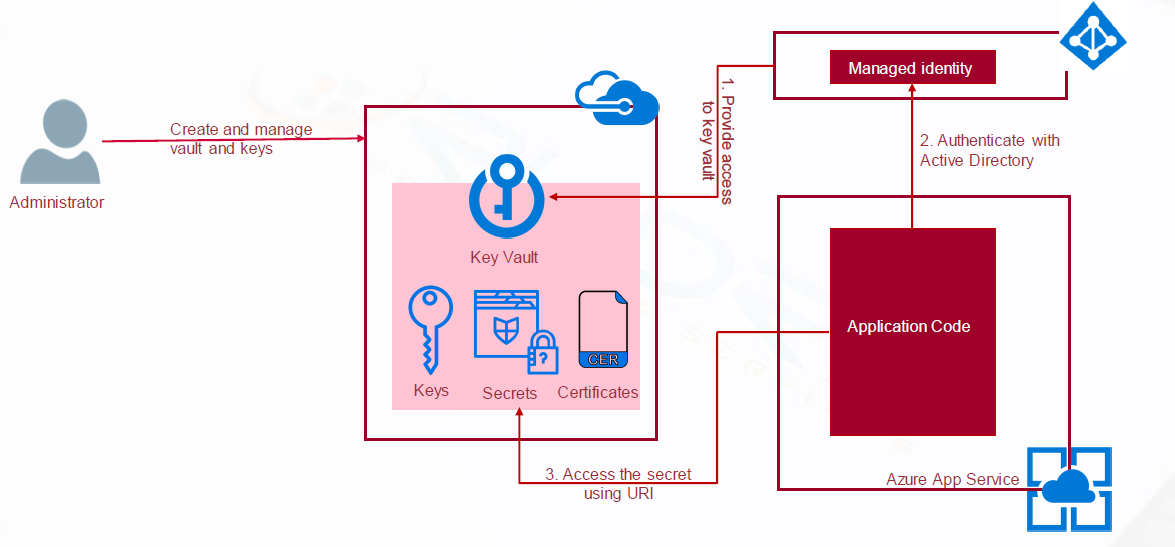 Managed identity
1. Provide access
to key vault
Create and manage
vault and keys
2. Authenticate with
Active Directory
Administrator
Key Vault
Application Code
CER
Keys
Secrets
Certificates
3. Access the secret
using URI
Azure App Service